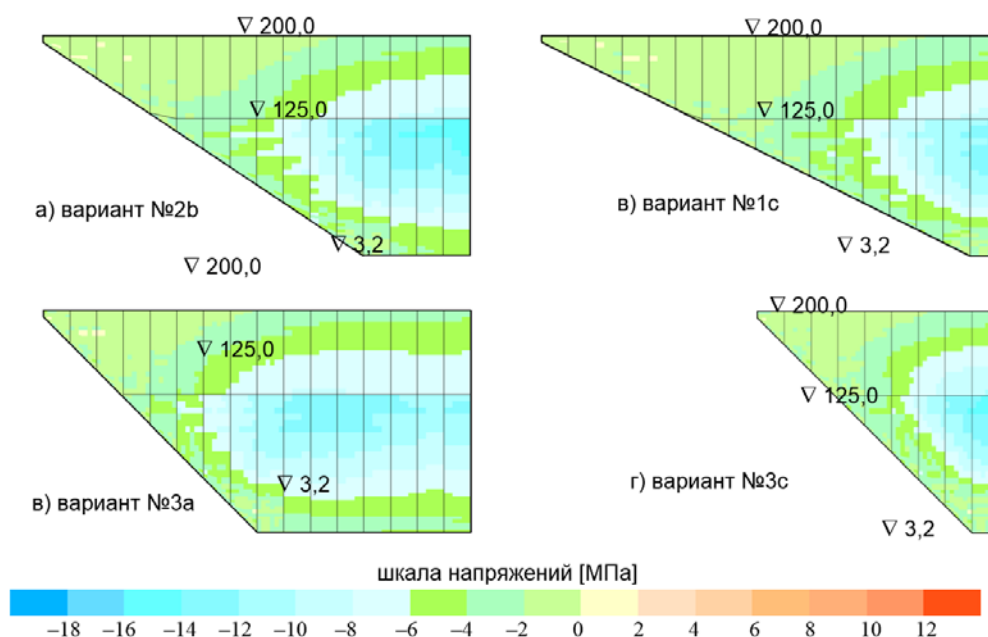 ∇ 200,0
∇ 125,0
∇ 3,2
а) вариант №2b
∇ 200,0
∇ 125,0
∇ 3,2
в) вариант №1c
∇ 200,0
∇ 125,0
∇ 3,2
в) вариант №3a
∇ 200,0
∇ 125,0
∇ 3,2
г) вариант №3c
шкала напряжений [МПа]
–18 –16 –14 –12 –10 –8 –6 –4 –2 0 2 4 6 8 10 12